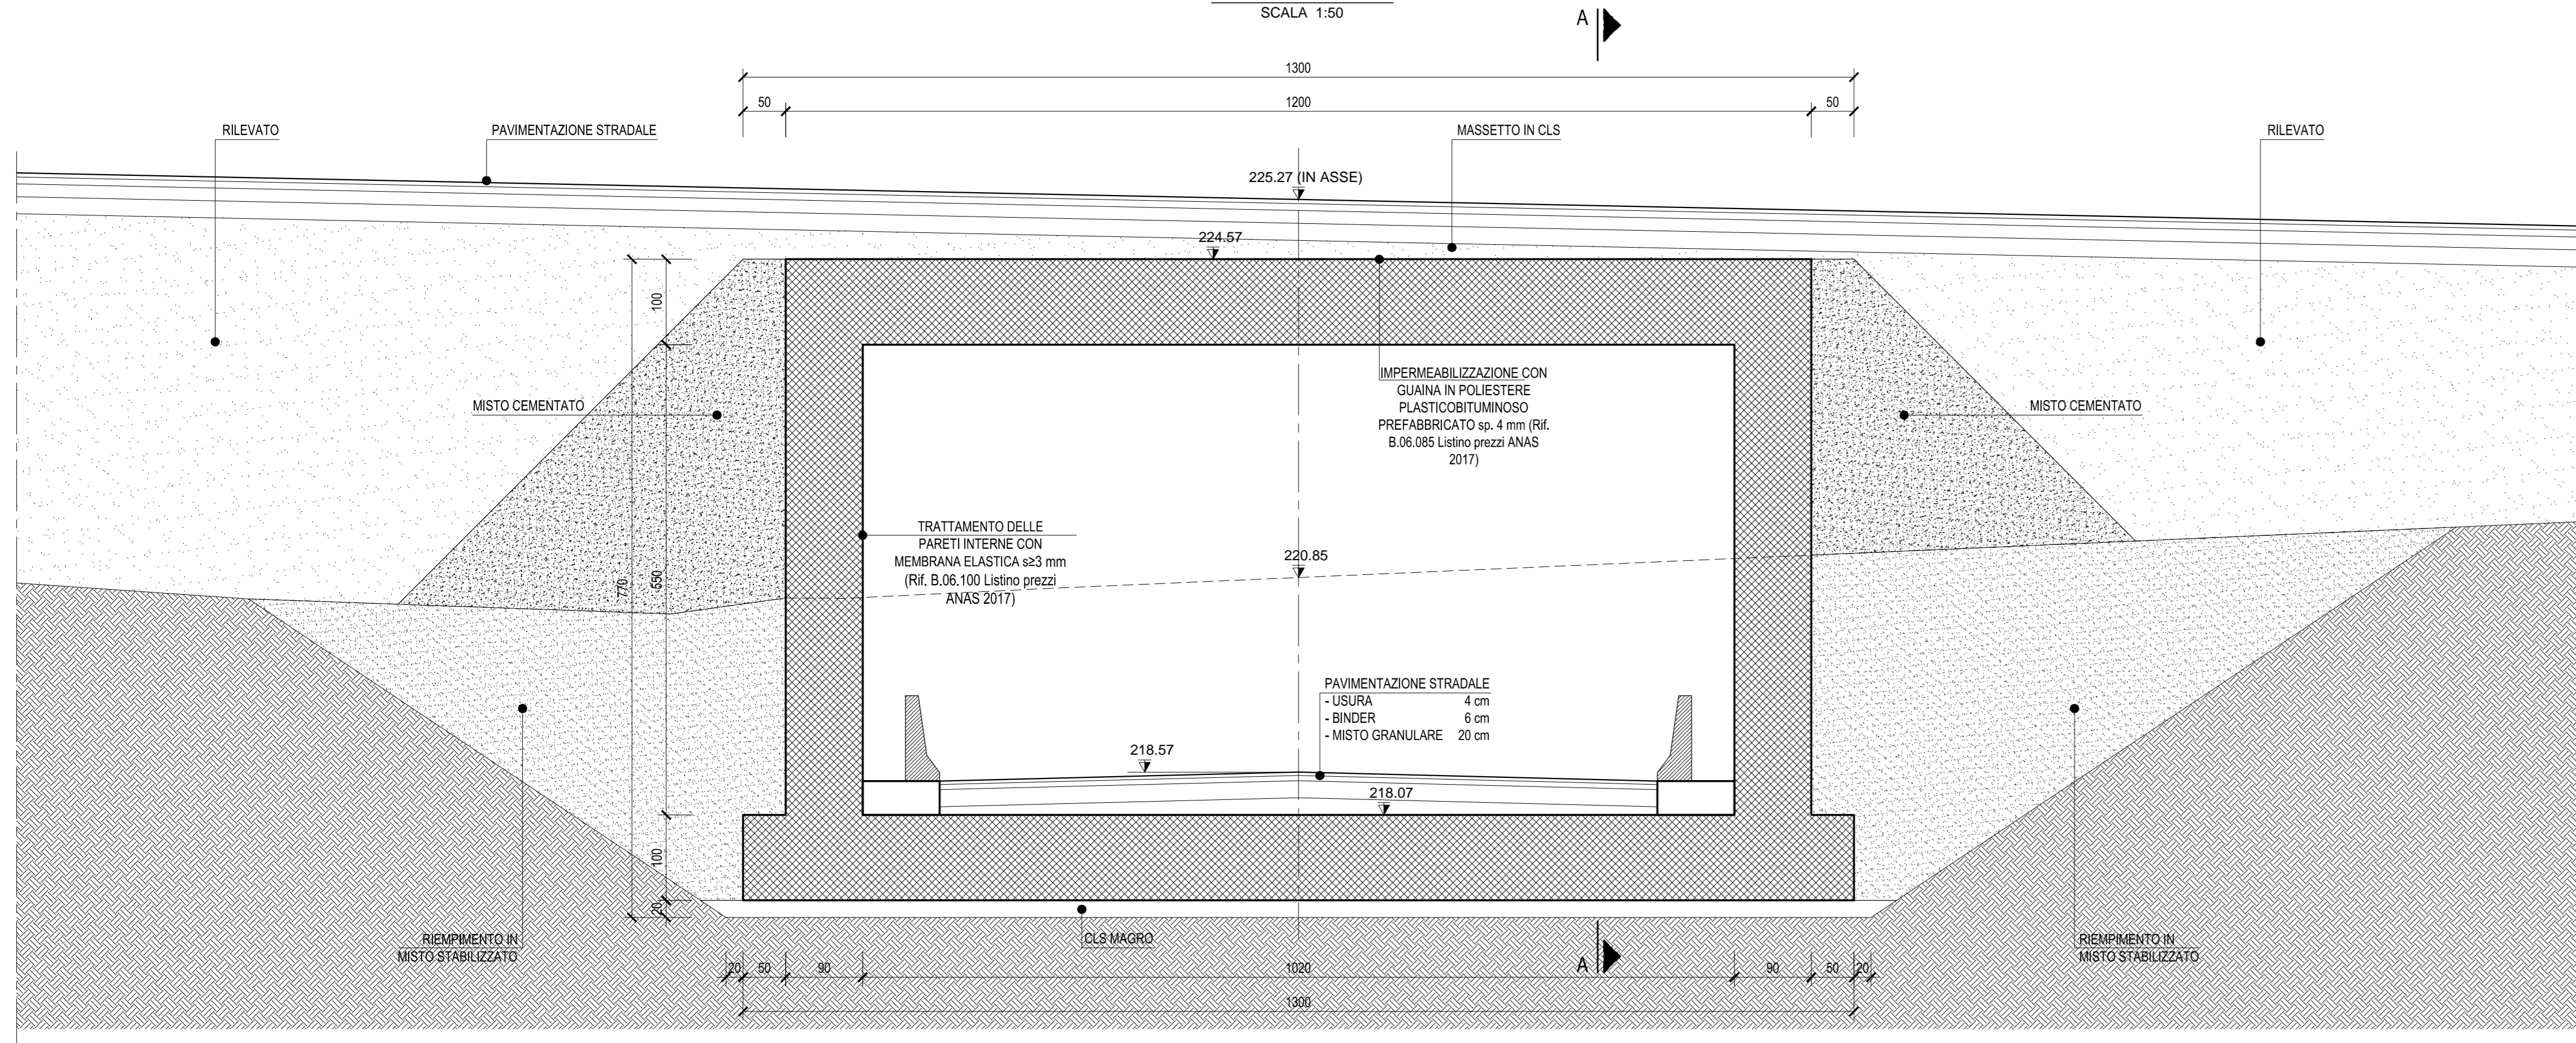 SCALA 1:50
A
1300
50
1200
50
RILEVATO
PAVIMENTAZIONE STRADALE
MASSETTO IN CLS
RILEVATO
225.27 (IN ASSE)
224.57
100
IMPERMEABILIZZAZIONE CON
GUAINA IN POLIESTERE
PLASTICOBITUMINOSO
PREFABBRICATO sp. 4 mm (Rif.
B.06.085 Listino prezzi ANAS
2017)
MISTO CEMENTATO
MISTO CEMENTATO
TRATTAMENTO DELLE
PARETI INTERNE CON
MEMBRANA ELASTICA s≥3 mm
(Rif. B.06.100 Listino prezzi
ANAS 2017)
220.85
770
550
PAVIMENTAZIONE STRADALE
- USURA 4 cm
- BINDER 6 cm
- MISTO GRANULARE 20 cm
218.57
218.07
100
20
RIEMPIMENTO IN
MISTO STABILIZZATO
CLS MAGRO
RIEMPIMENTO IN
MISTO STABILIZZATO
A
20
50
90
1020
90
50
20
1300